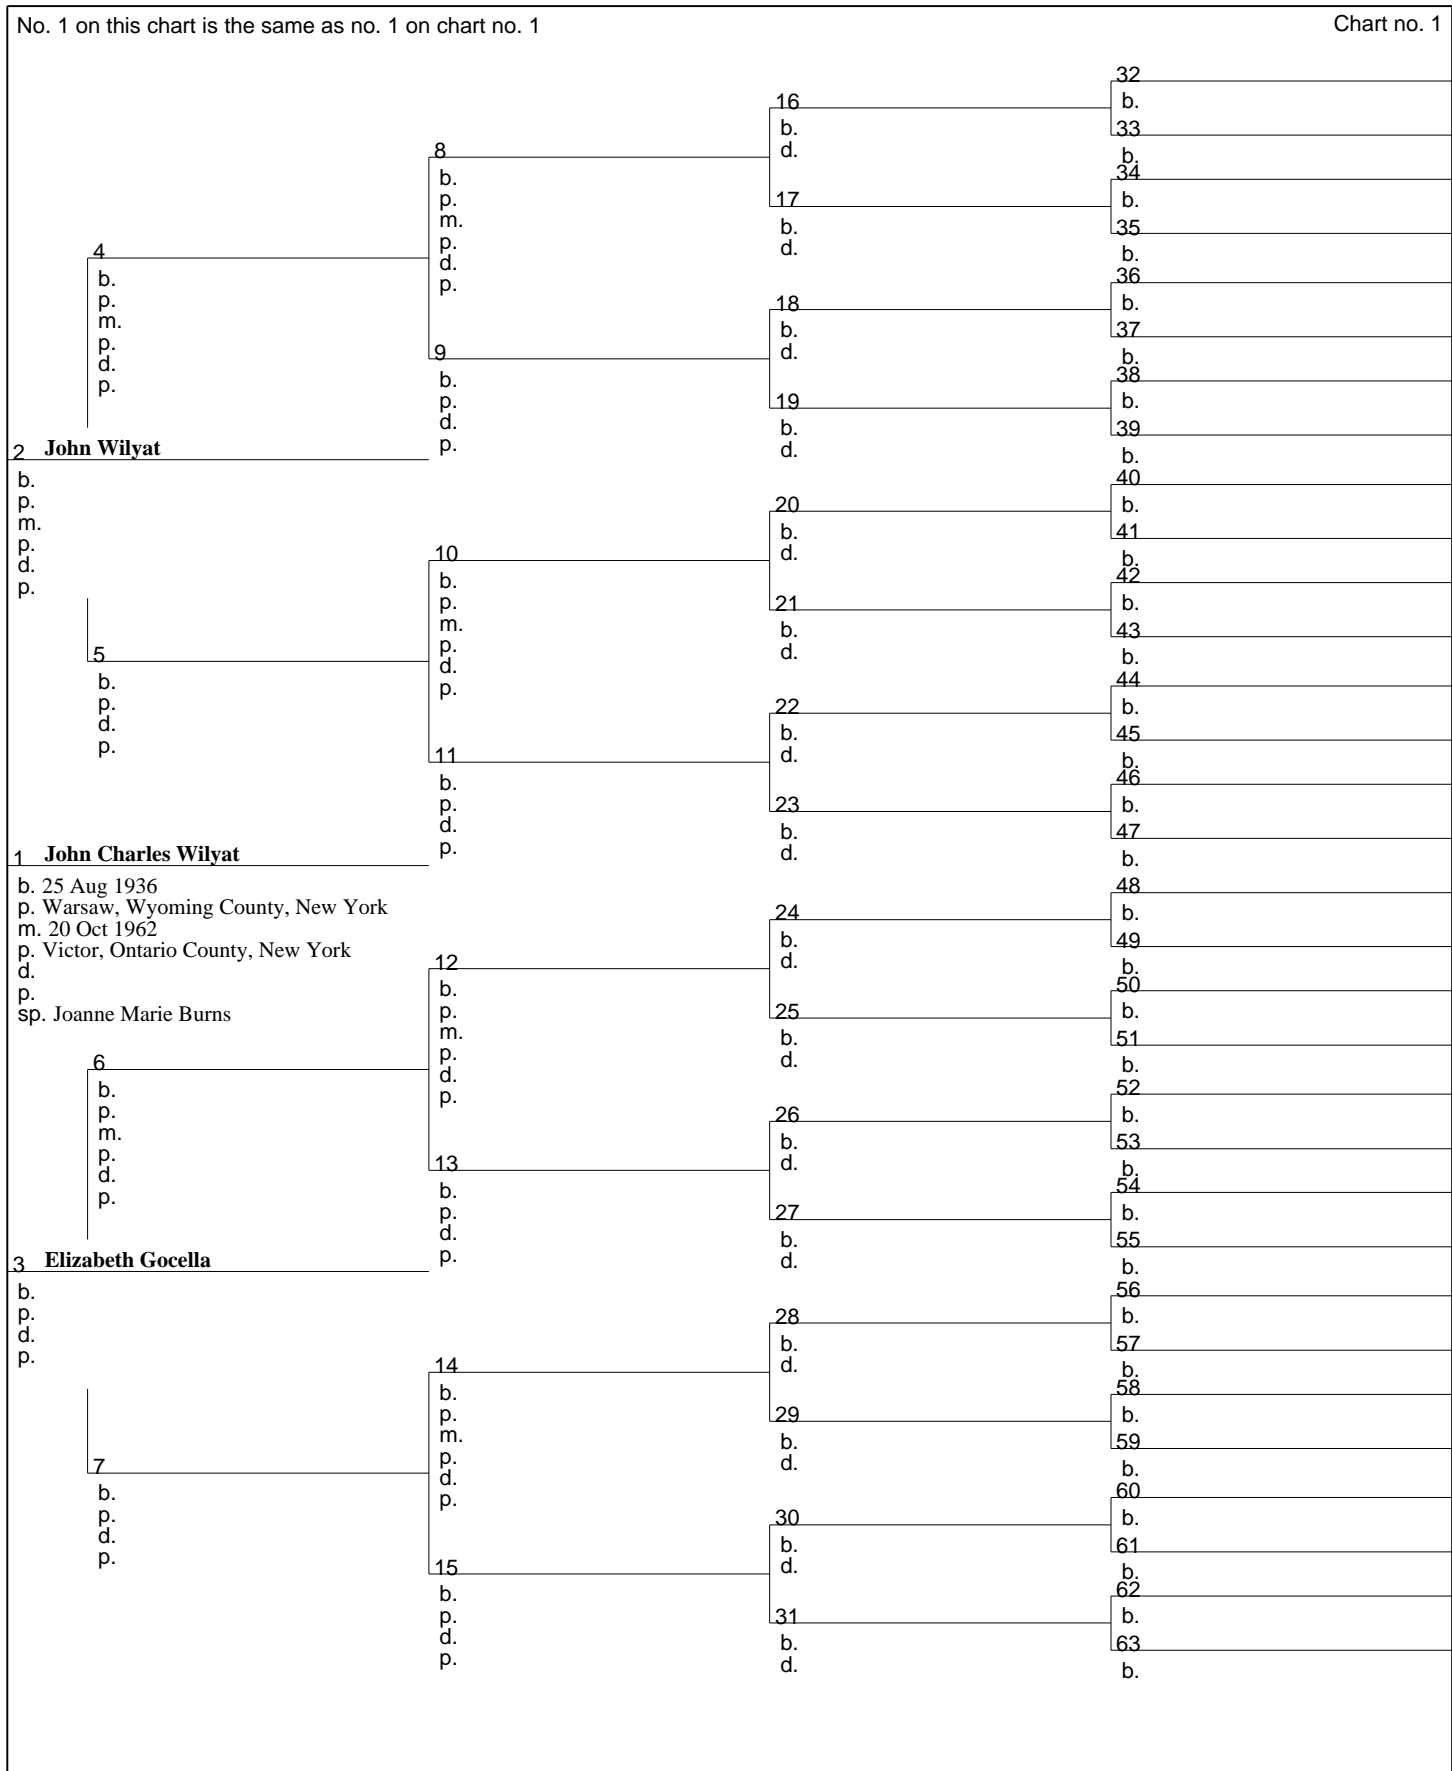 No. 1 on this chart is the same as no. 1 on chart no. 1
Chart no. 1
2 John Wilyat
b.
p.
m.
p.
d.
p.
1 John Charles Wilyat
b. 25 Aug 1936
p. Warsaw, Wyoming County, New York
m. 20 Oct 1962
p. Victor, Ontario County, New York
d.
p.
sp. Joanne Marie Burns
3 Elizabeth Gocella
b.
p.
d.
p.
4
b.
p.
m.
p.
d.
p.
5
b.
p.
d.
p.
6
b.
p.
m.
p.
d.
p.
7
b.
p.
d.
p.
8
b.
p.
m.
p.
d.
p.
9
b.
p.
d.
p.
10
b.
p.
m.
p.
d.
p.
11
b.
p.
d.
p.
12
b.
p.
m.
p.
d.
p.
13
b.
p.
d.
p.
14
b.
p.
m.
p.
d.
p.
15
b.
p.
d.
p.
16
b.
d.
17
b.
d.
18
b.
d.
19
b.
d.
20
b.
d.
21
b.
d.
22
b.
d.
23
b.
d.
24
b.
d.
25
b.
d.
26
b.
d.
27
b.
d.
28
b.
d.
29
b.
d.
30
b.
d.
31
b.
d.
32
b.
33
b.
34
b.
35
b.
36
b.
37
b.
38
b.
39
b.
40
b.
41
b.
42
b.
43
b.
44
b.
45
b.
46
b.
47
b.
48
b.
49
b.
50
b.
51
b.
52
b.
53
b.
54
b.
55
b.
56
b.
57
b.
58
b.
59
b.
60
b.
61
b.
62
b.
63
b.